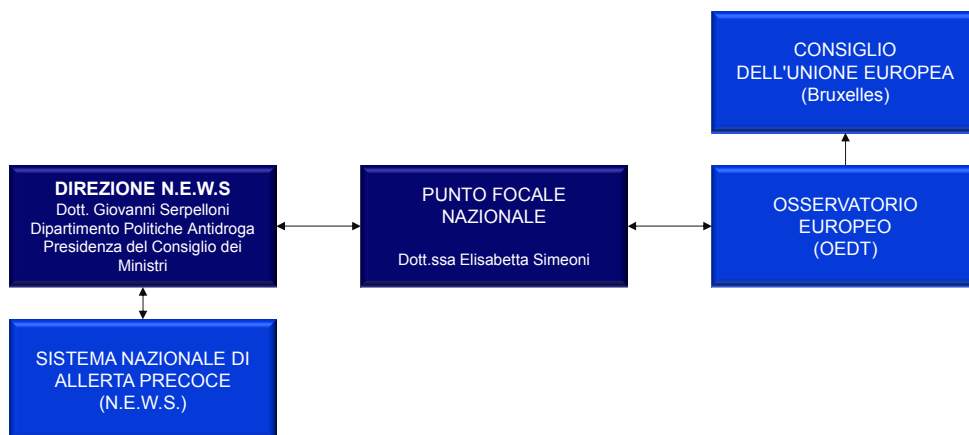 CONSIGLIO
DELL'UNIONE EUROPEA
(Bruxelles)
DIREZIONE N.E.W.S
Dott. Giovanni Serpelloni
Dipartimento Politiche Antidroga
Presidenza del Consiglio dei
Ministri
PUNTO FOCALE
NAZIONALE
Dott.ssa Elisabetta Simeoni
OSSERVATORIO
EUROPEO
(OEDT)
SISTEMA NAZIONALE DI
ALLERTA PRECOCE
(N.E.W.S.)